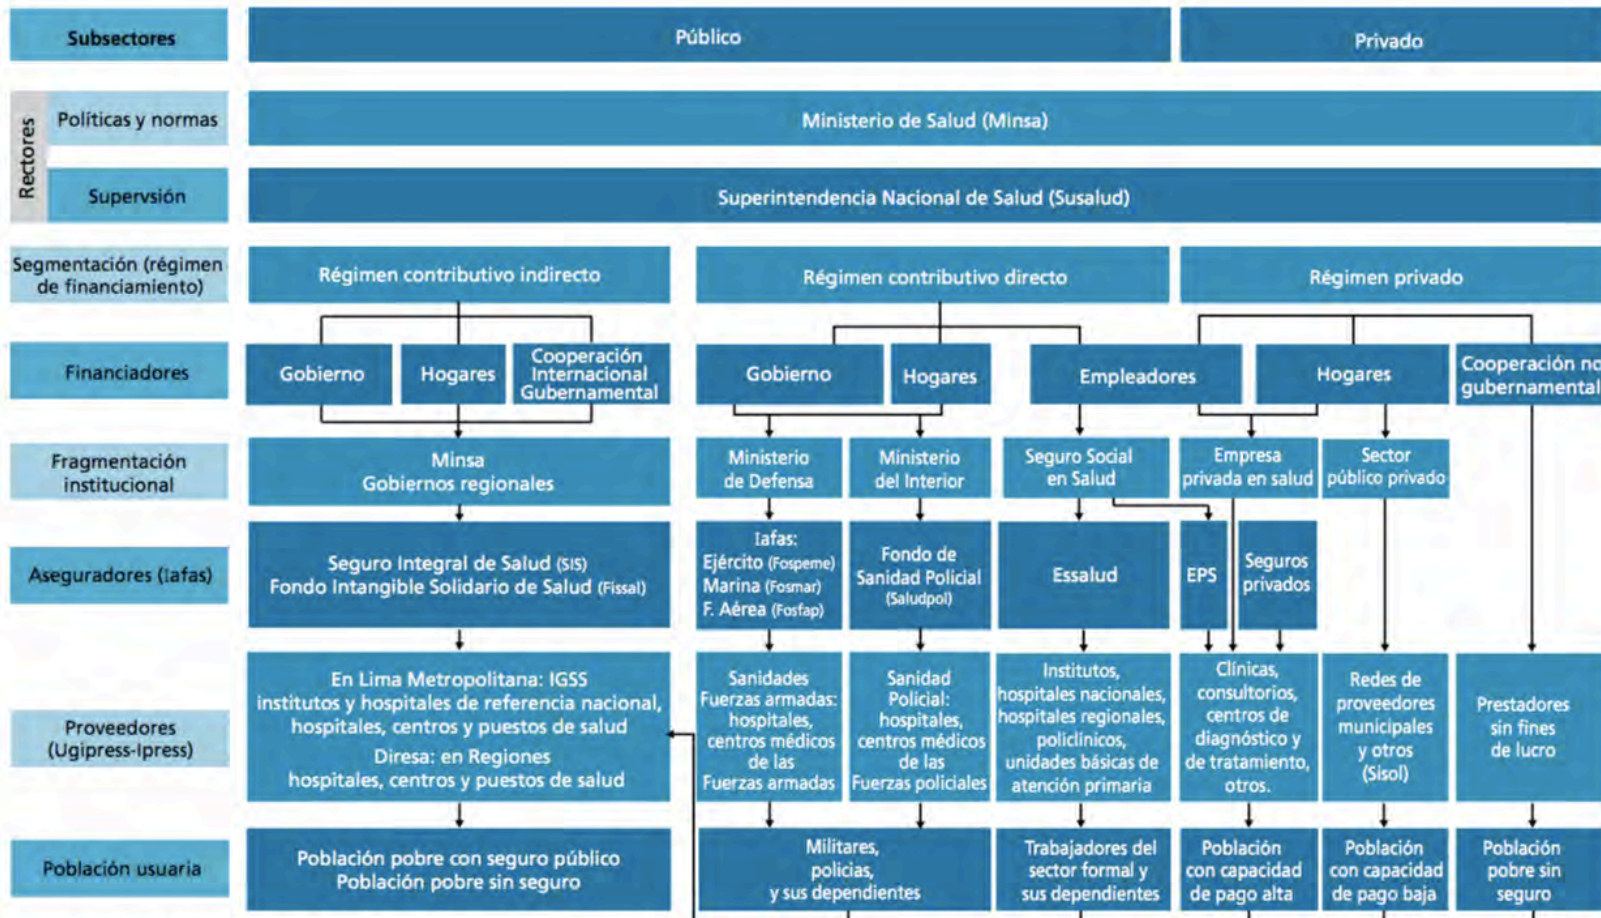 Subsectores
Público
Privado
Rectores
Políticas y normas
Ministerio de Salud (Minsa)
Supervsión
Superintendencia Nacional de Salud (Susalud)
Segmentación (régimen
de financiamiento)
Régimen contributivo indirecto
Régimen contributivo directo
Régimen privado
Financiadores
Gobierno
Hogares
Cooperación
Internacional
Gubernamental
Gobierno
Hogares
Empleadores
Hogares
Cooperación no
gubernamental
Fragmentación
institucional
Minsa
Gobiernos regionales
Ministerio
de Defensa
Ministerio
del Interior
Seguro Social
en Salud
Empresa
privada en salud
Sector
público privado
Aseguradores (Iafas)
Seguro Integral de Salud (SIS)
Fondo Intangible Solidario de Salud (Fissal)
Iafas:
Ejército (Fospeme)
Marina (Fosmar)
F. Aérea (Fosfap)
Fondo de
Sanidad Policial
(Saludpol)
Essalud
EPS
Seguros
privados
Proveedores
(Ugipress-Ipress)
En Lima Metropolitana: IGSS
institutos y hospitales de referencia nacional,
hospitales, centros y puestos de salud
Diresa: en Regiones
hospitales, centros y puestos de salud
Sanidades
Fuerzas armadas:
hospitales,
centros médicos
de las
Fuerzas armadas
Sanidad
Policial:
hospitales,
centros médicos
de las
Fuerzas policiales
Institutos,
hospitales nacionales,
hospitales regionales,
policlínicos,
unidades básicas de
atención primaria
Clínicas,
consultorios,
centros de
diagnóstico y
de tratamiento,
otros.
Redes de
proveedores
municipales
y otros
(Sisol)
Prestadores
sin fines
de lucro
Población usuaria
Población pobre con seguro público
Población pobre sin seguro
Militares,
policias,
y sus dependientes
Trabajadores del
sector formal y
sus dependientes
Población
con capacidad
de pago alta
Población
con capacidad
de pago baja
Población
pobre sin
seguro